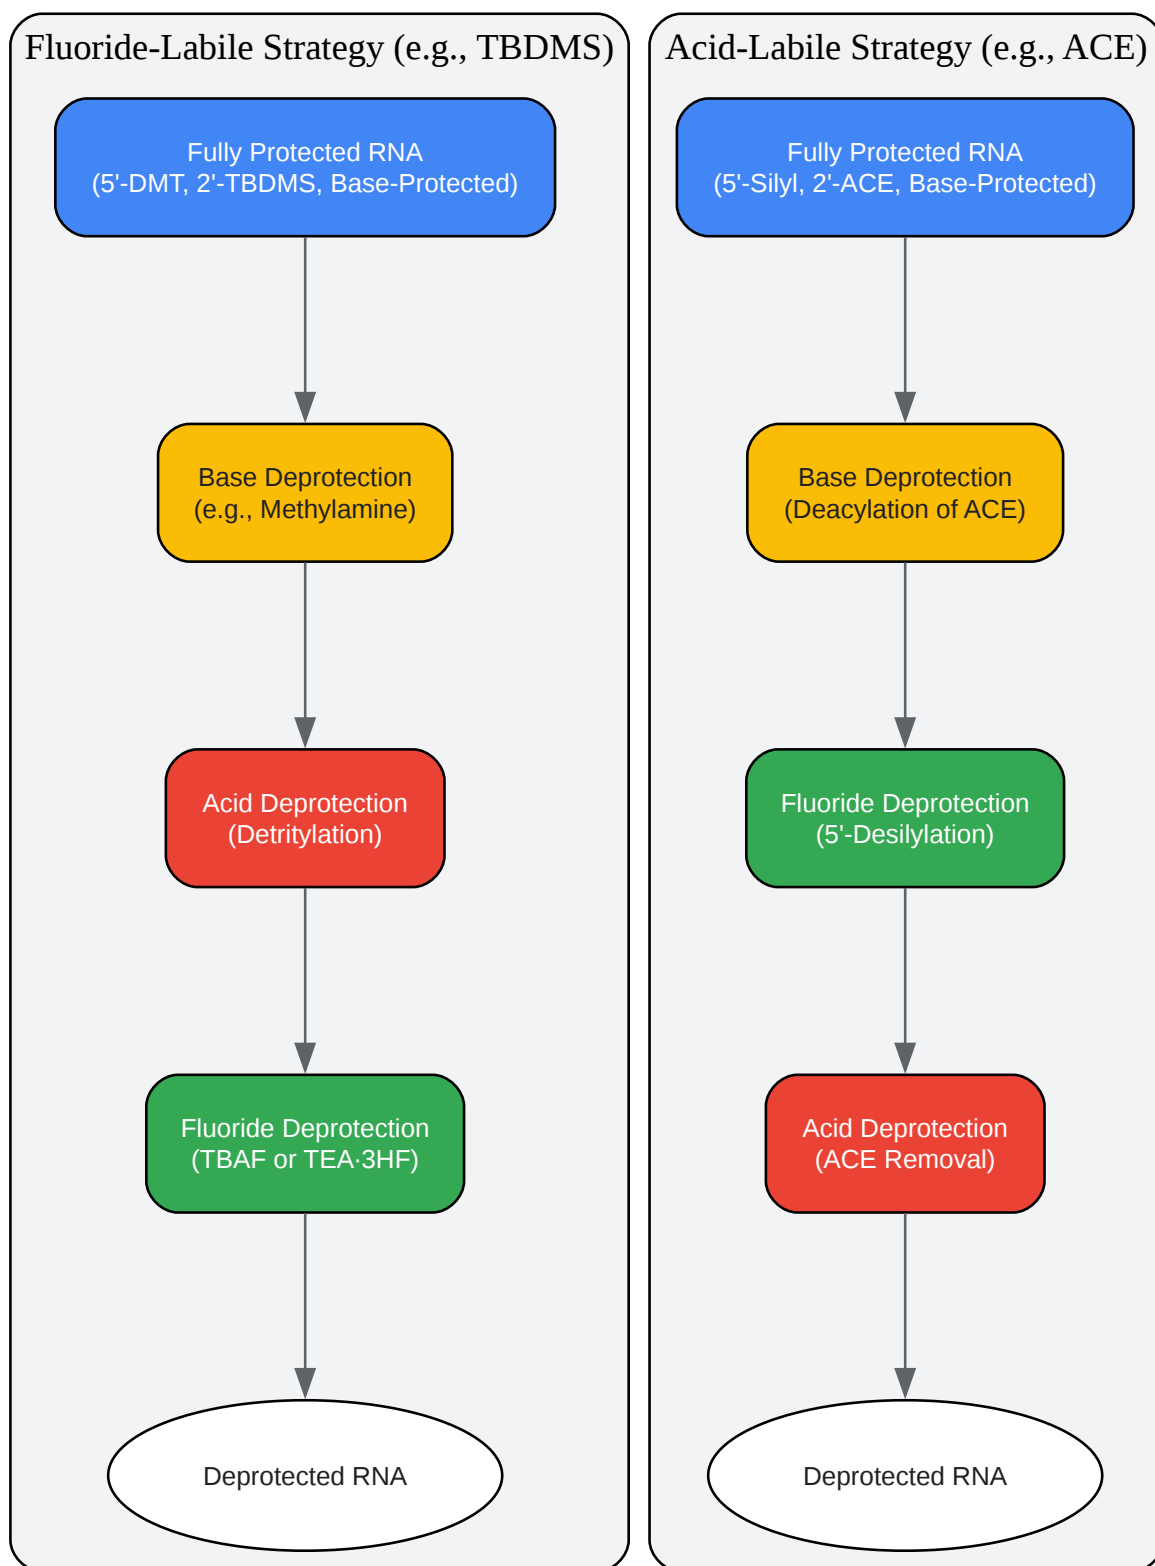 Fluoride-Labile Strategy (e.g., TBDMS)
Fully Protected RNA
(5'-DMT, 2'-TBDMS, Base-Protected)
Base Deprotection
(e.g., Methylamine)
Acid Deprotection
(Detritylation)
Fluoride Deprotection
(TBAF or TEA·3HF)
Deprotected RNA
Acid-Labile Strategy (e.g., ACE)
Fully Protected RNA
(5'-Silyl, 2'-ACE, Base-Protected)
Base Deprotection
(Deacylation of ACE)
Fluoride Deprotection
(5'-Desilylation)
Acid Deprotection
(ACE Removal)
Deprotected RNA